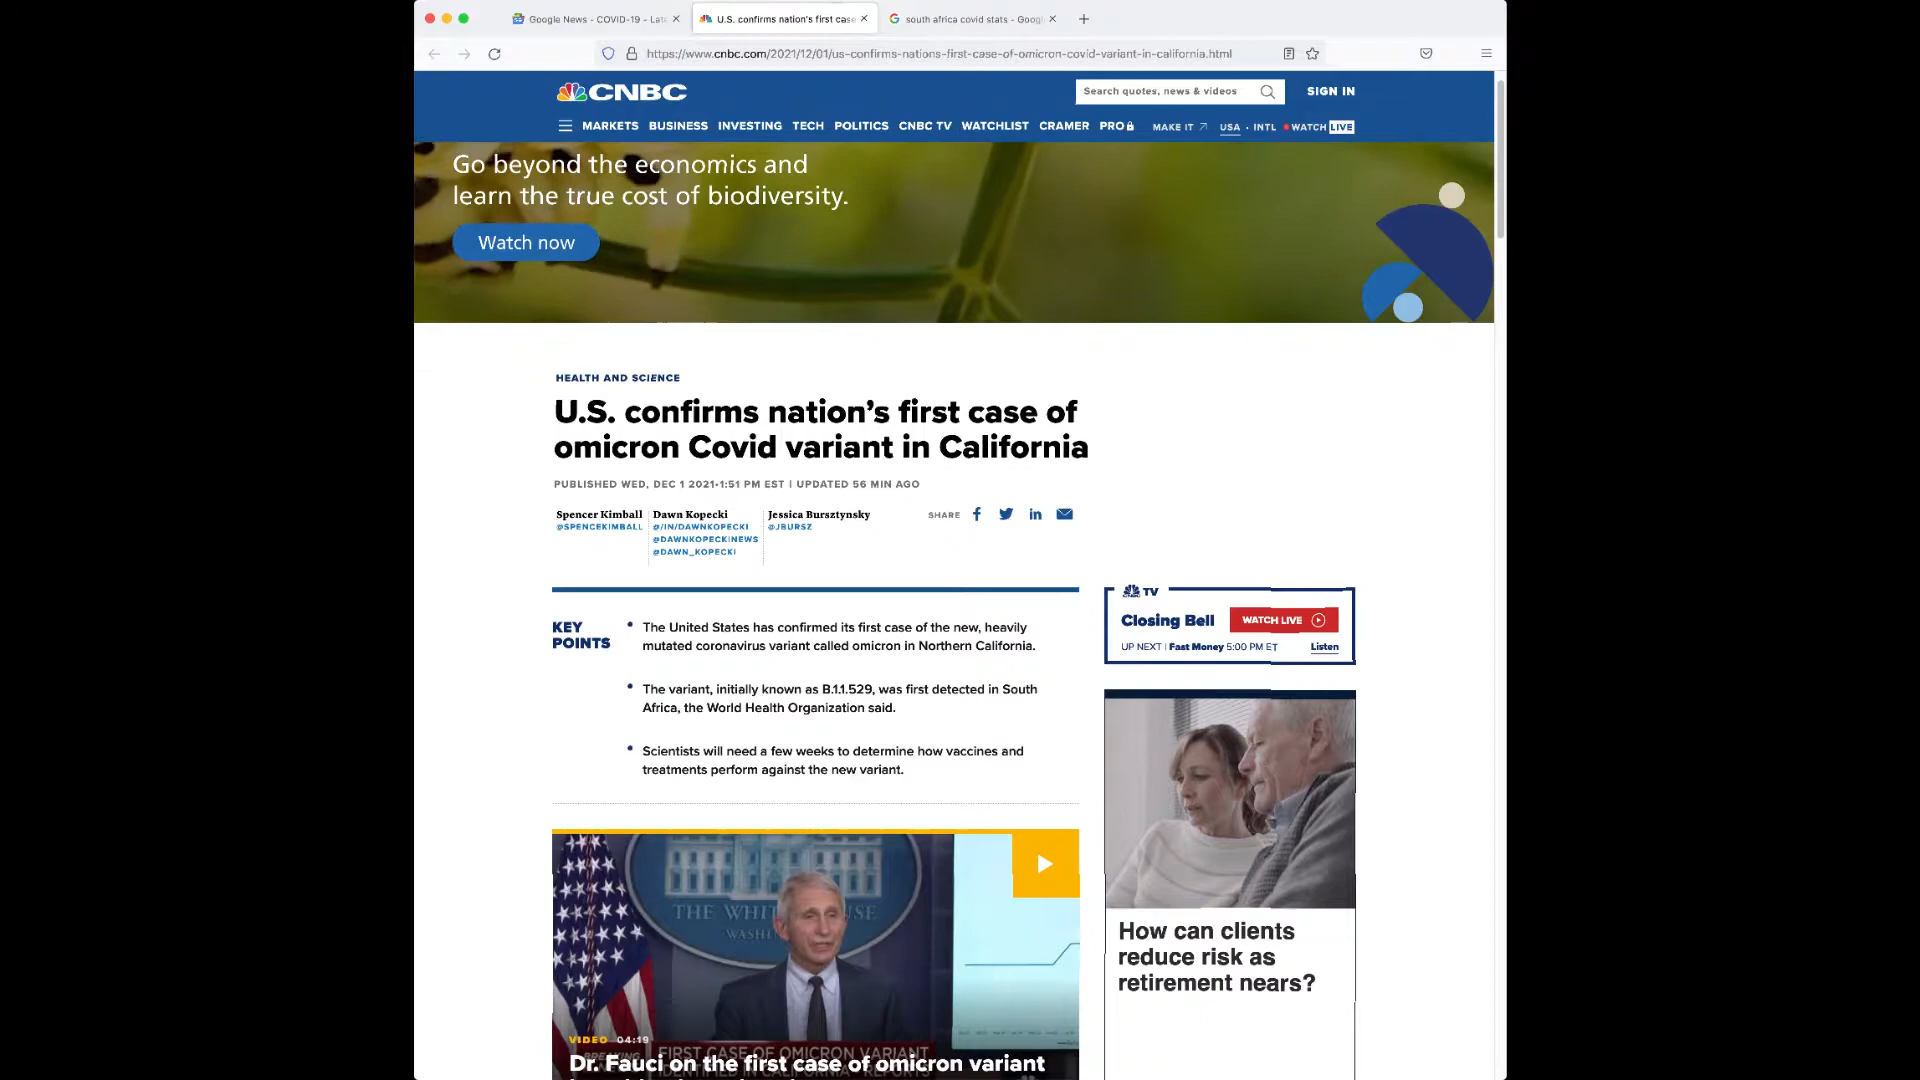 Google News - COVID-19 - Late
U.S. confirms nation's first case
south africa covid stats - Googl
https://www.cnbc.com/2021/12/01/us-confirms-nations-first-case-of-omicron-covid-variant-in-california.html
CNBC
Search quotes, news & videos
SIGN IN
MARKETS BUSINESS INVESTING TECH POLITICS CNBC TV WATCHLIST CRAMER PRO
MAKE IT USA • INTL WATCH LIVE
Go beyond the economics and
learn the true cost of biodiversity.
Watch now
HEALTH AND SCIENCE
U.S. confirms nation’s first case of
omicron Covid variant in California
PUBLISHED WED, DEC 1 2021•1:51 PM EST | UPDATED 56 MIN AGO
Spencer Kimball
@SPENCEKIMBALL
Dawn Kopecki
@/IN/DAWNKOPECKI
@DAWNKOPECKINEWS
@DAWN_KOPECKI
Jessica Bursztynsky
@JBURSZ
SHARE
KEY
POINTS
• The United States has confirmed its first case of the new, heavily
mutated coronavirus variant called omicron in Northern California.
• The variant, initially known as B.1.1.529, was first detected in South
Africa, the World Health Organization said.
• Scientists will need a few weeks to determine how vaccines and
treatments perform against the new variant.
CNBC TV
Closing Bell
WATCH LIVE
UP NEXT | Fast Money 5:00 PM ET
Listen
THE WHITE HOUSE
WASHIN
VIDEO 04:19
FIRST CASE OF OMICRON VARIANT
IDENTIFIED IN CALIFORNIA - REPORTS
Dr. Fauci on the first case of omicron variant
How can clients
reduce risk as
retirement nears?